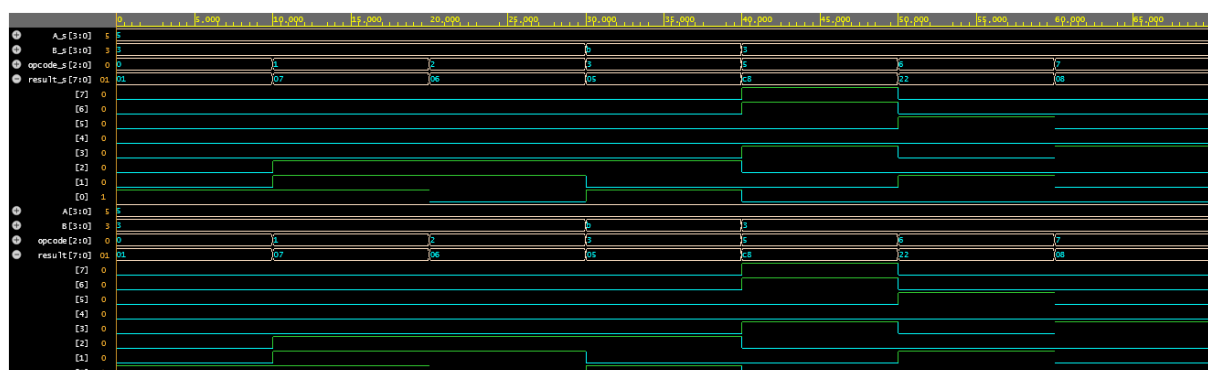 0. 5,000 10,000 15,000 20,000 25,000 30,000 35,000 40,000 45,000 50,000 55,000 60,000 65,000
A_s[3:0] 5 5
B_s[3:0] 3 3 b 3
opcode_s[2:0] 0 0 1 2 3 5 6 7
result_s[7:0] 01 01 07 06 05 c8 22 08
[7] 0
[6] 0
[5] 0
[4] 0
[3] 0
[2] 0
[1] 0
[0] 1
A[3:0] 5 5
B[3:0] 3 3 b 3
opcode[2:0] 0 0 1 2 3 5 6 7
result[7:0] 01 01 07 06 05 c8 22 08
[7] 0
[6] 0
[5] 0
[4] 0
[3] 0
[2] 0
[1] 0